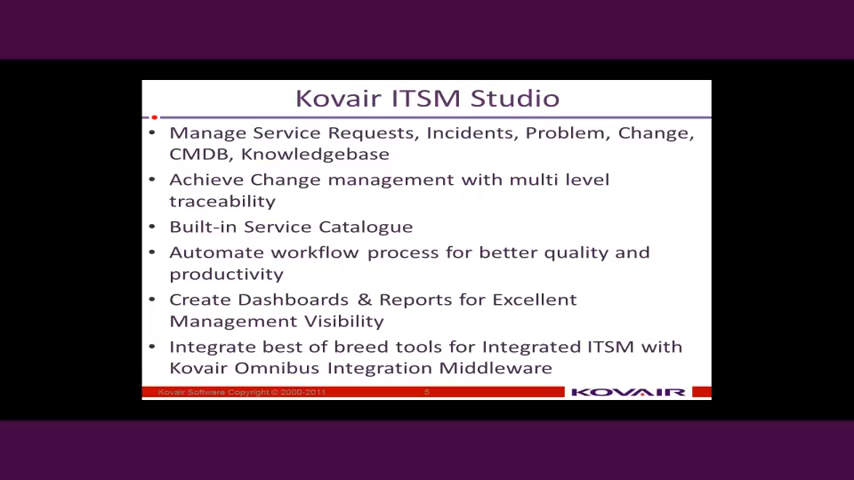 Kovair ITSM Studio
• Manage Service Requests, Incidents, Problem, Change,
CMDB, Knowledgebase
• Achieve Change management with multi level
traceability
• Built-in Service Catalogue
• Automate workflow process for better quality and
productivity
• Create Dashboards & Reports for Excellent
Management Visibility
• Integrate best of breed tools for Integrated ITSM with
Kovair Omnibus Integration Middleware
Kovair Software Copyright © 2000-2011
5
KOVAIR